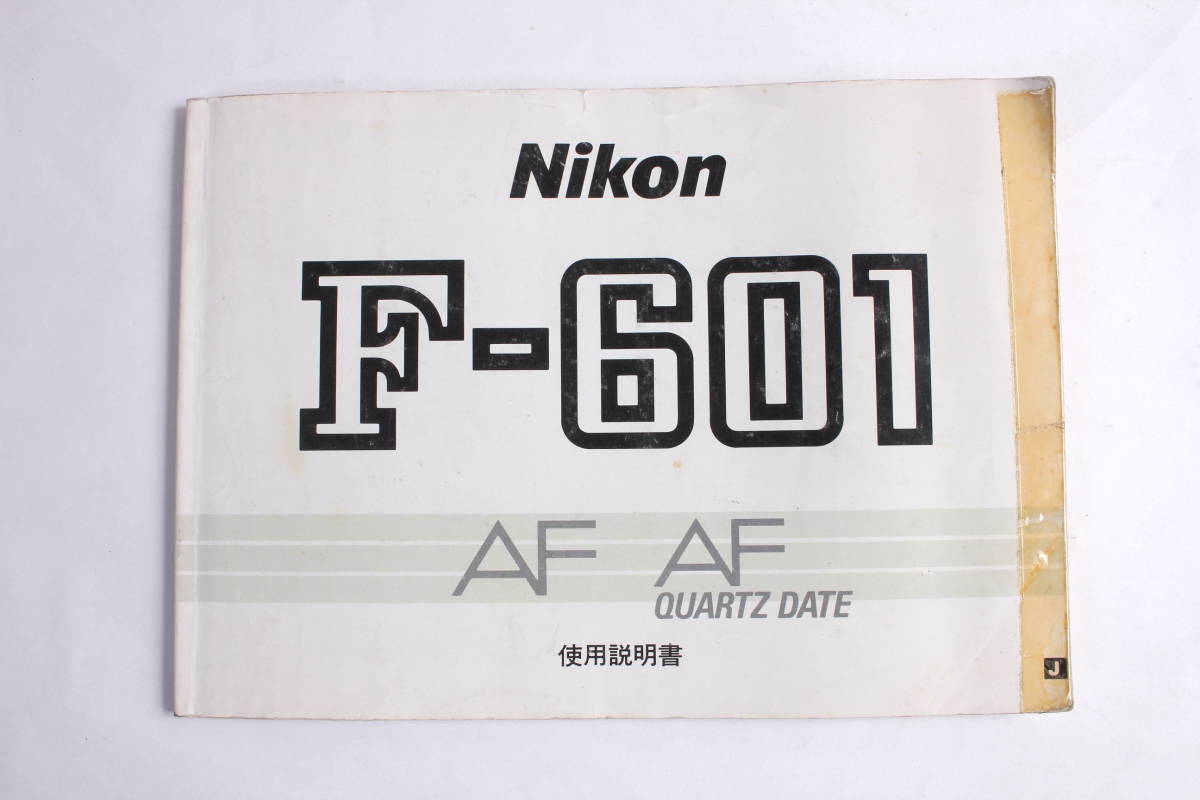 Nikon
F-601
AF AF
QUARTZ DATE
使用説明書
J